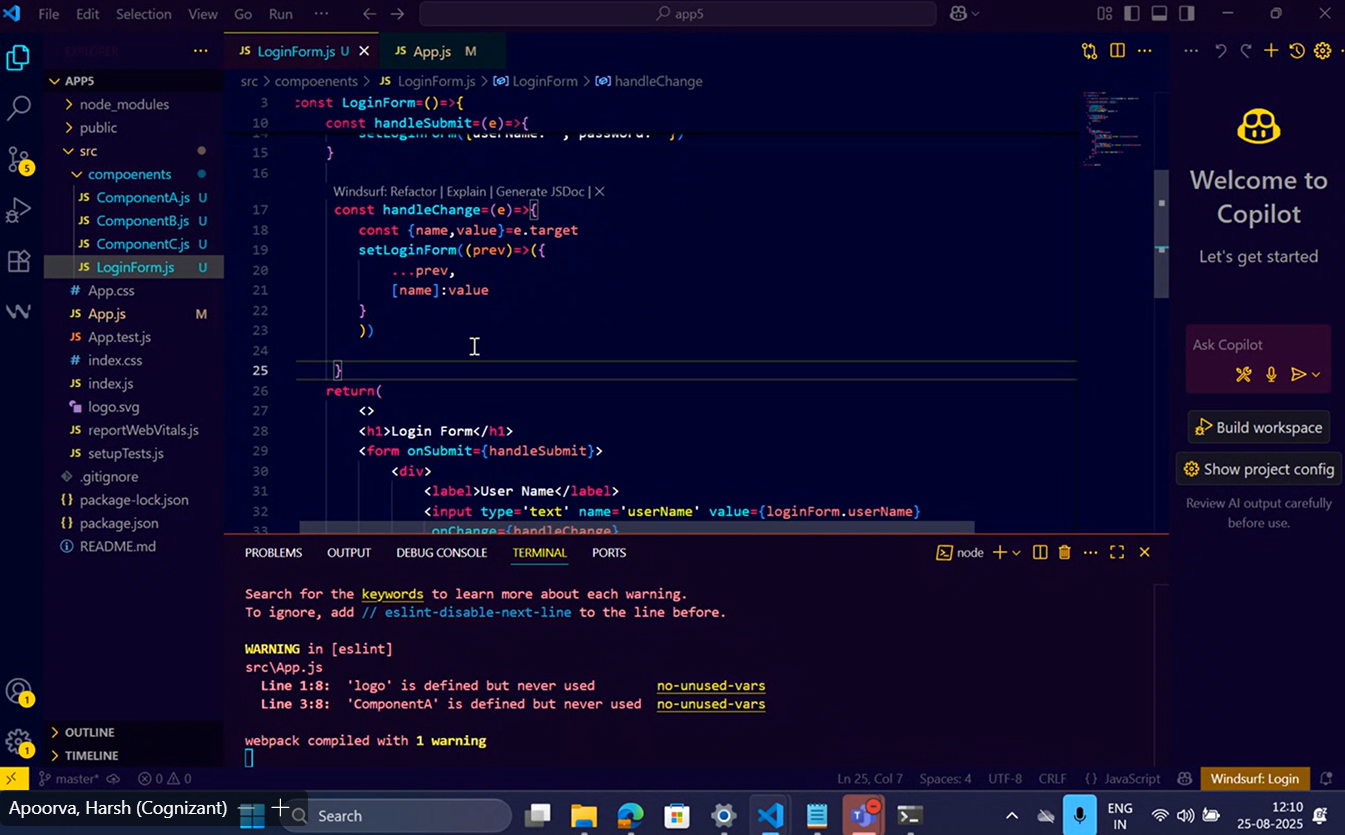 File Edit Selection View Go Run ··· app5
EXPLORER
APP5
node_modules
public
src
compoenents
JS ComponentA.js U
JS ComponentB.js U
JS ComponentC.js U
JS LoginForm.js U
# App.css
JS App.js M
JS App.test.js
# index.css
JS index.js
logo.svg
JS reportWebVitals.js
JS setupTests.js
.gitignore
{} package-lock.json
{} package.json
README.md
OUTLINE
TIMELINE
5
1
1
JS LoginForm.js U × JS App.js M
src > compoenents > JS LoginForm.js > LoginForm > handleChange
3 const LoginForm=()=>{
10 const handleSubmit=(e)=>{
15 }
16
Windsurf: Refactor | Explain | Generate JSDoc | ×
17 const handleChange=(e)=>{
18 const {name,value}=e.target
19 setLoginForm((prev)=>({
20 ...prev,
21 [name]:value
22 }
23 ))
24
25 }
26 return(
27 <>
28 <h1>Login Form</h1>
29 <form onSubmit={handleSubmit}>
30 <div>
31 <label>User Name</label>
32 <input type='text' name='userName' value={loginForm.userName}
33 onChange={handleChange}
PROBLEMS OUTPUT DEBUG CONSOLE TERMINAL PORTS node
Search for the keywords to learn more about each warning.
To ignore, add // eslint-disable-next-line to the line before.
WARNING in [eslint]
src\App.js
Line 1:8: 'logo' is defined but never used no-unused-vars
Line 3:8: 'ComponentA' is defined but never used no-unused-vars
webpack compiled with 1 warning
Welcome to
Copilot
Let's get started
Ask Copilot
Build workspace
Show project config
Review AI output carefully
before use.
master* 0 0 Ln 25, Col 7 Spaces: 4 UTF-8 CRLF {} JavaScript Windsurf: Login
Apoorva, Harsh (Cognizant)
Search
ENG
IN
12:10
25-08-2025